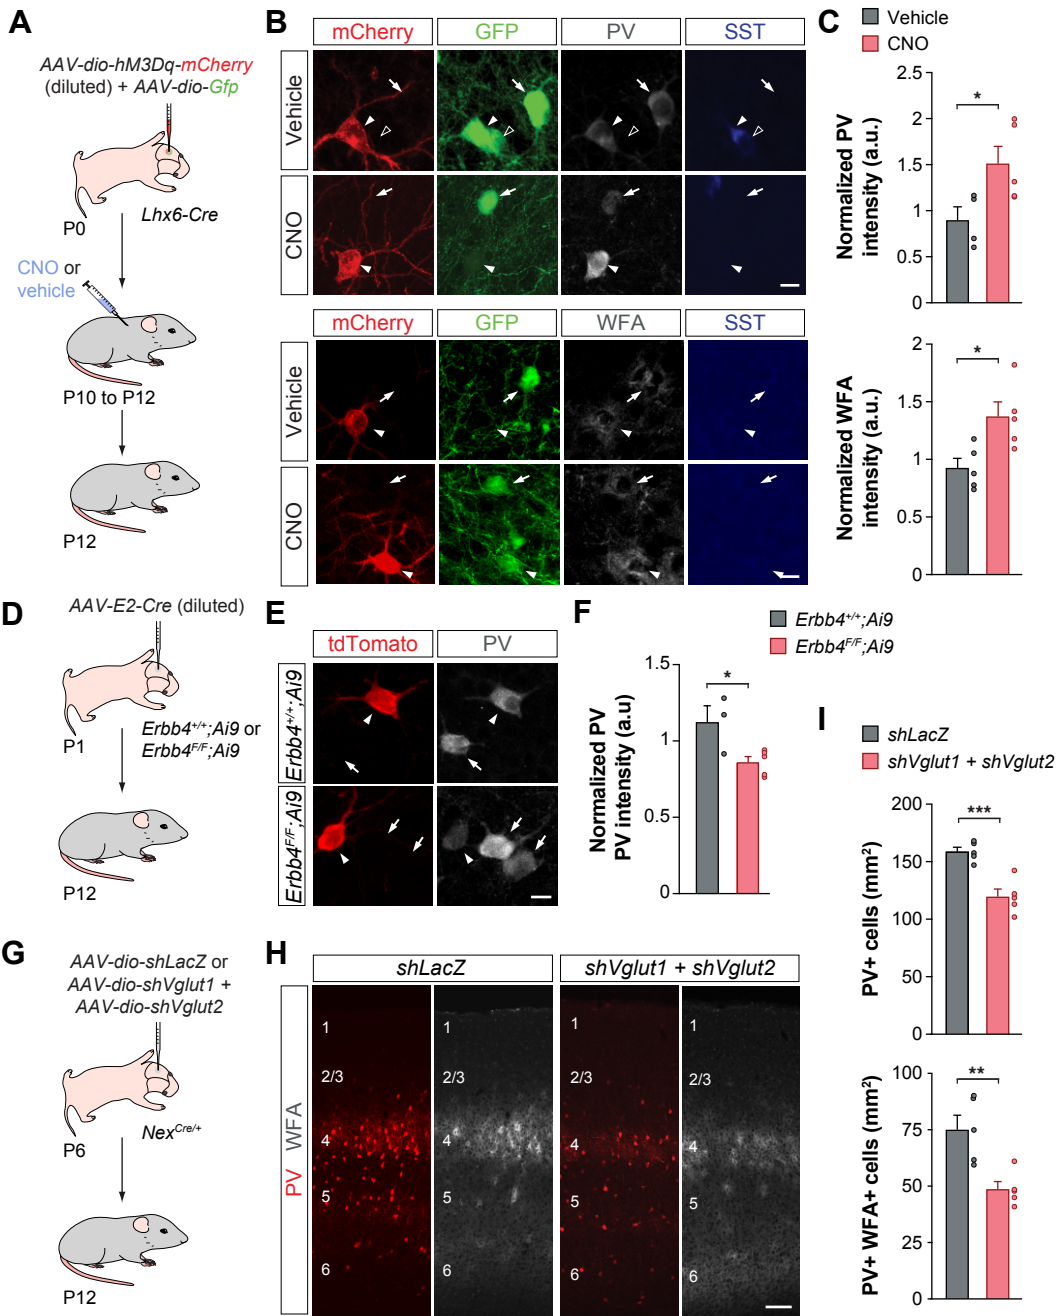 A
AAV-dio-hM3Dq-mCherry
(diluted) + AAV-dio-Gfp
P0
Lhx6-Cre
CNO or
vehicle
P10 to P12
P12
B
mCherry GFP PV SST
Vehicle
CNO
mCherry GFP WFA SST
Vehicle
CNO
C
Vehicle
CNO
Normalized PV
intensity (a.u.)
2.5
2
1.5
1
0.5
0
*
Normalized WFA
intensity (a.u.)
2
1.5
1
0.5
0
*
D
AAV-E2-Cre (diluted)
P1
Erbb4+/+;Ai9 or
Erbb4F/F;Ai9
P12
E
tdTomato PV
Erbb4+/+;Ai9
Erbb4F/F;Ai9
F
Erbb4+/+;Ai9
Erbb4F/F;Ai9
Normalized PV
PV intensity (a.u)
1.5
1
0.5
0
*
G
AAV-dio-shLacZ or
AAV-dio-shVglut1 +
AAV-dio-shVglut2
P6
NexCre/+
P12
H
shLacZ shVglut1 + shVglut2
PV WFA
1 1 1 1
2/3 2/3 2/3 2/3
4 4 4 4
5 5 5 5
6 6 6 6
I
shLacZ
shVglut1 + shVglut2
PV+ cells (mm2)
200
150
100
50
0
***
PV+ WFA+ cells (mm2)
100
75
50
25
0
**